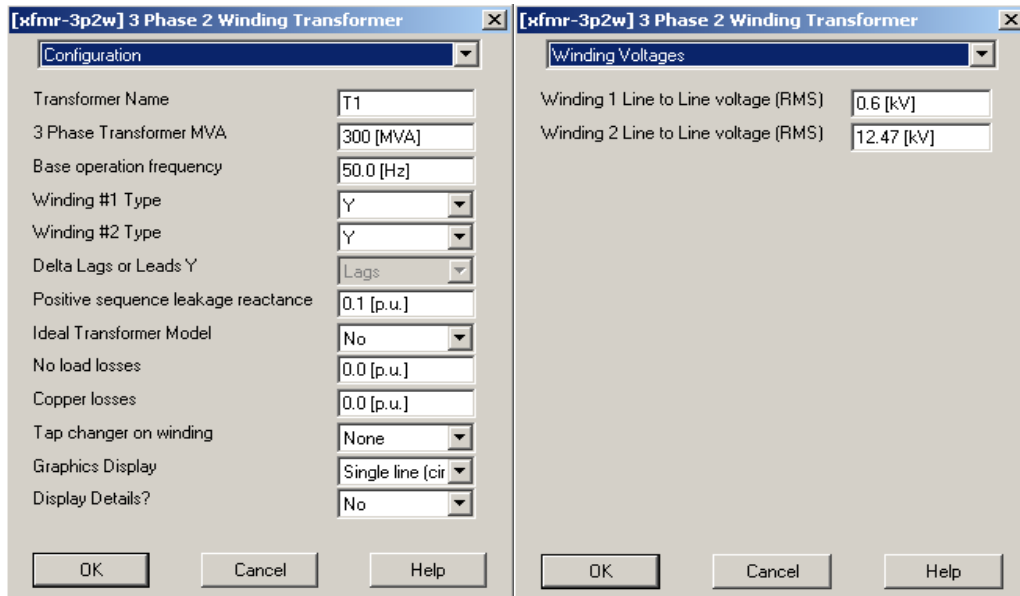 [xfmr-3p2w] 3 Phase 2 Winding Transformer
Configuration
Transformer Name T1
3 Phase Transformer MVA 300 [MVA]
Base operation frequency 50.0 [Hz]
Winding #1 Type Y
Winding #2 Type Y
Delta Lags or Leads Y Lags
Positive sequence leakage reactance 0.1 [p.u.]
Ideal Transformer Model No
No load losses 0.0 [p.u.]
Copper losses 0.0 [p.u.]
Tap changer on winding None
Graphics Display Single line (cir
Display Details? No
OK Cancel Help
[xfmr-3p2w] 3 Phase 2 Winding Transformer
Winding Voltages
Winding 1 Line to Line voltage (RMS) 0.6 [kV]
Winding 2 Line to Line voltage (RMS) 12.47 [kV]
OK Cancel Help